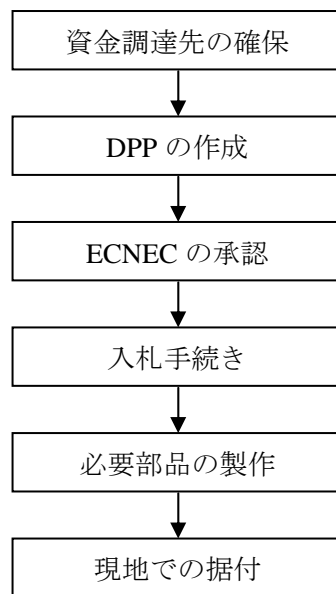 資金調達先の確保
DPP の作成
ECNEC の承認
入札手続き
必要部品の製作
現地での据付